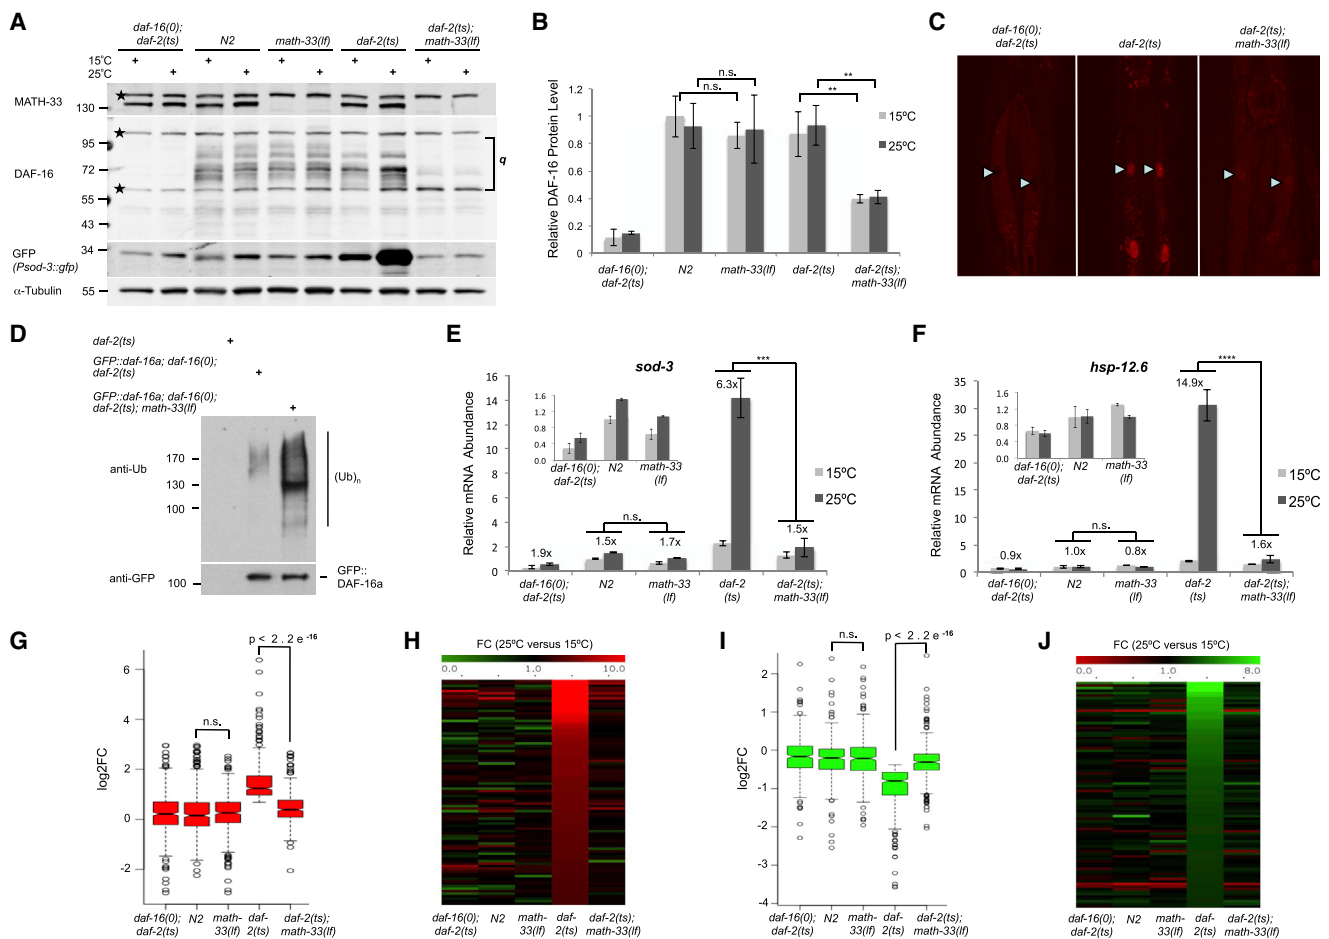 A
daf-16(0);
daf-2(ts)
N2
math-33(lf)
daf-2(ts)
daf-2(ts);
math-33(lf)
15°C + + + + +
25°C + + + + +
MATH-33
130
DAF-16
95
72
55
43
q
GFP
(Psod-3::gfp)
34
α-Tubulin
55
B
Relative DAF-16 Protein Level
1.2
1
0.8
0.6
0.4
0.2
0
n.s.
n.s.
**
**
15ºC
25ºC
daf-16(0);
daf-2(ts)
N2
math-33(lf)
daf-2(ts)
daf-2(ts);
math-33(lf)
C
daf-16(0);
daf-2(ts)
daf-2(ts)
daf-2(ts);
math-33(lf)
D
daf-2(ts) +
GFP::daf-16a; daf-16(0);
daf-2(ts) +
GFP::daf-16a; daf-16(0);
daf-2(ts); math-33(lf) +
anti-Ub
170
130
100
(Ub)n
anti-GFP
100
GFP::
DAF-16a
E
sod-3
Relative mRNA Abundance
16
14
12
10
8
6
4
2
0
1.6
1.2
0.8
0.4
0.0
daf-16(0);
daf-2(ts)
N2
math-33
(lf)
***
6.3x
n.s.
1.9x
1.5x
1.7x
1.5x
15ºC
25ºC
daf-16(0);
daf-2(ts)
N2
math-33
(lf)
daf-2
(ts)
daf-2(ts);
math-33(lf)
F
hsp-12.6
Relative mRNA Abundance
35
30
25
20
15
10
5
0
1.6
1.2
0.8
0.4
0.0
daf-16(0);
daf-2(ts)
N2
math-33
(lf)
****
14.9x
n.s.
0.9x
1.0x
0.8x
1.6x
15ºC
25ºC
daf-16(0);
daf-2(ts)
N2
math-33
(lf)
daf-2
(ts)
daf-2(ts);
math-33(lf)
G
log2FC
6
4
2
0
-2
n.s.
p < 2.2e-16
daf-16(0);
daf-2(ts)
N2
math-
33(lf)
daf-
2(ts)
daf-2(ts);
math-33(lf)
H
FC (25ºC versus 15ºC)
0.0 1.0 10.0
daf-16(0);
daf-2(ts)
N2
math-
33(lf)
daf-
2(ts)
daf-2(ts);
math-33(lf)
I
log2FC
2
1
0
-1
-2
-3
-4
n.s.
p < 2.2e-16
daf-16(0);
daf-2(ts)
N2
math-
33(lf)
daf-
2(ts)
daf-2(ts);
math-33(lf)
J
FC (25ºC versus 15ºC)
0.0 1.0 8.0
daf-16(0);
daf-2(ts)
N2
math-
33(lf)
daf-
2(ts)
daf-2(ts);
math-33(lf)